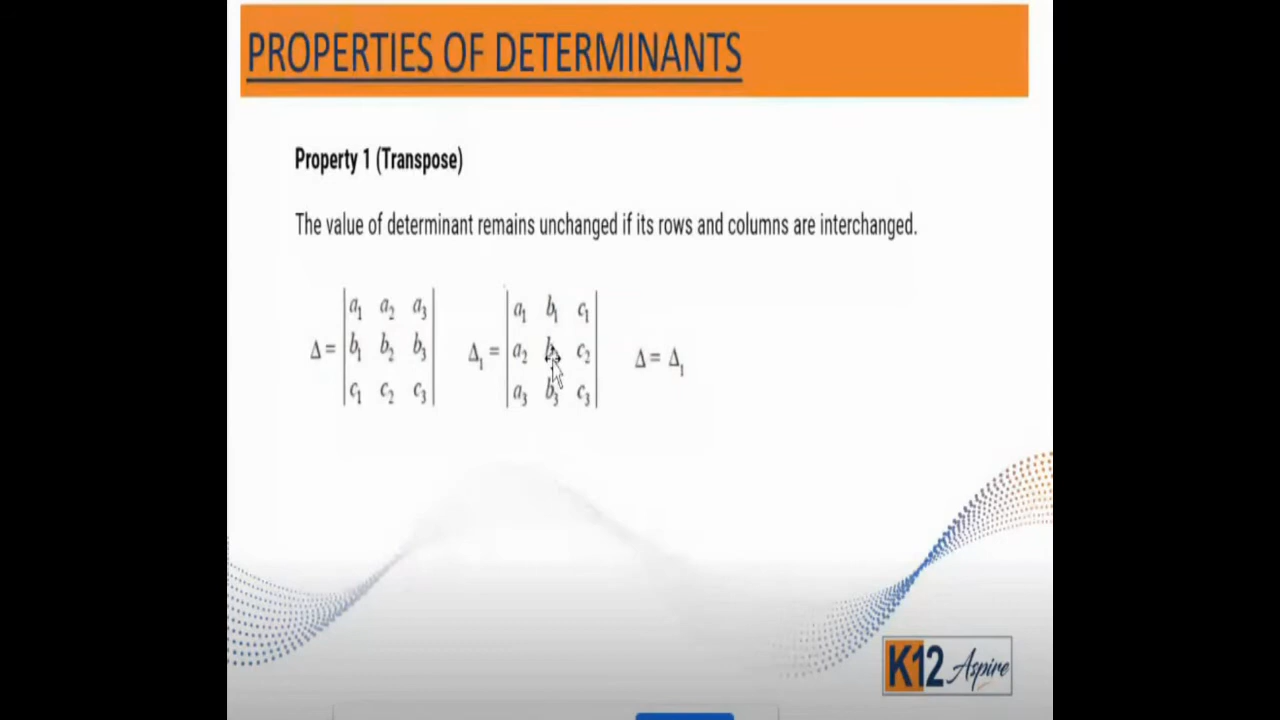 PROPERTIES OF DETERMINANTS
Property 1 (Transpose)
The value of determinant remains unchanged if its rows and columns are interchanged.
Δ = |a₁ a₂ a₃| Δ₁ = |a₁ b₁ c₁| Δ = Δ₁
|b₁ b₂ b₃| |a₂ b c₂|
|c₁ c₂ c₃| |a₃ b₃ c₃|
K12 Aspire